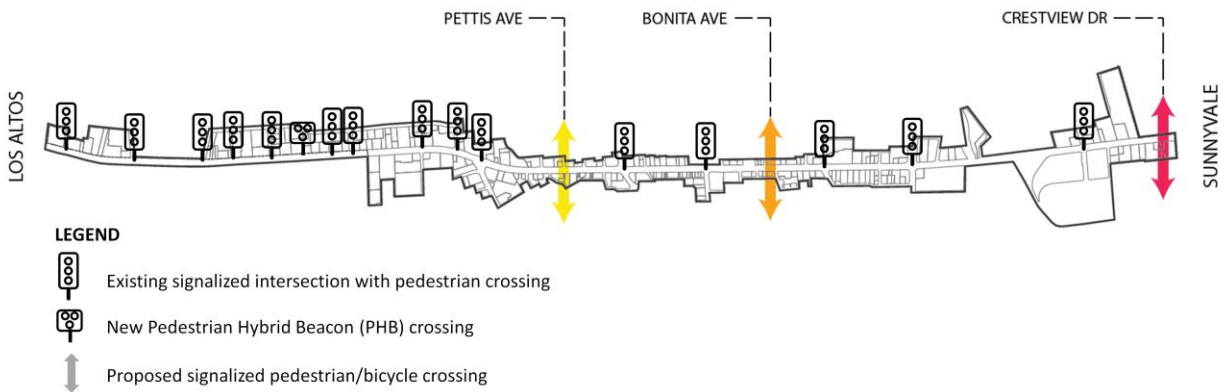 PETTIS AVE
BONITA AVE
CRESTVIEW DR
LOS ALTOS
SUNNYVALE
LEGEND
Existing signalized intersection with pedestrian crossing
New Pedestrian Hybrid Beacon (PHB) crossing
Proposed signalized pedestrian/bicycle crossing